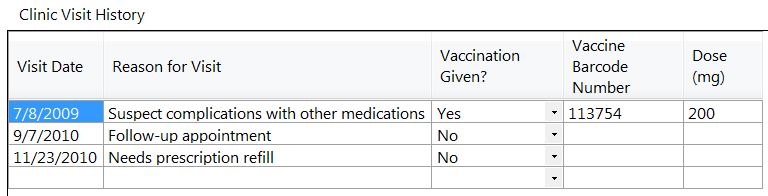 Clinic Visit History
Visit Date Reason for Visit Vaccination Given? Vaccine Barcode Number Dose (mg)
7/8/2009 Suspect complications with other medications Yes 113754 200
9/7/2010 Follow-up appointment No
11/23/2010 Needs prescription refill No